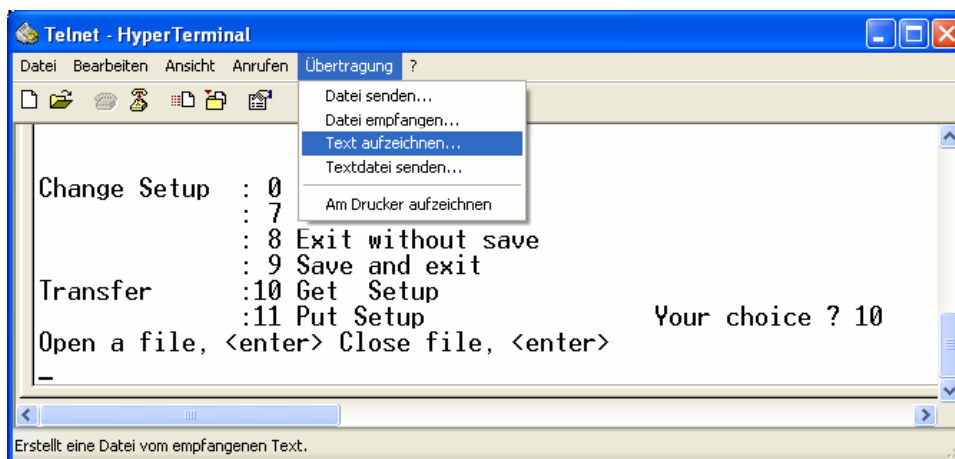 Telnet - HyperTerminal
Datei Bearbeiten Ansicht Anrufen Übertragung ?
Datei senden...
Datei empfangen...
Text aufzeichnen...
Textdatei senden...
Am Drucker aufzeichnen
Change Setup : 0
: 7
: 8 Exit without save
: 9 Save and exit
Transfer :10 Get Setup
:11 Put Setup Your choice ? 10
Open a file, <enter> Close file, <enter>
_
Erstellt eine Datei vom empfangenen Text.